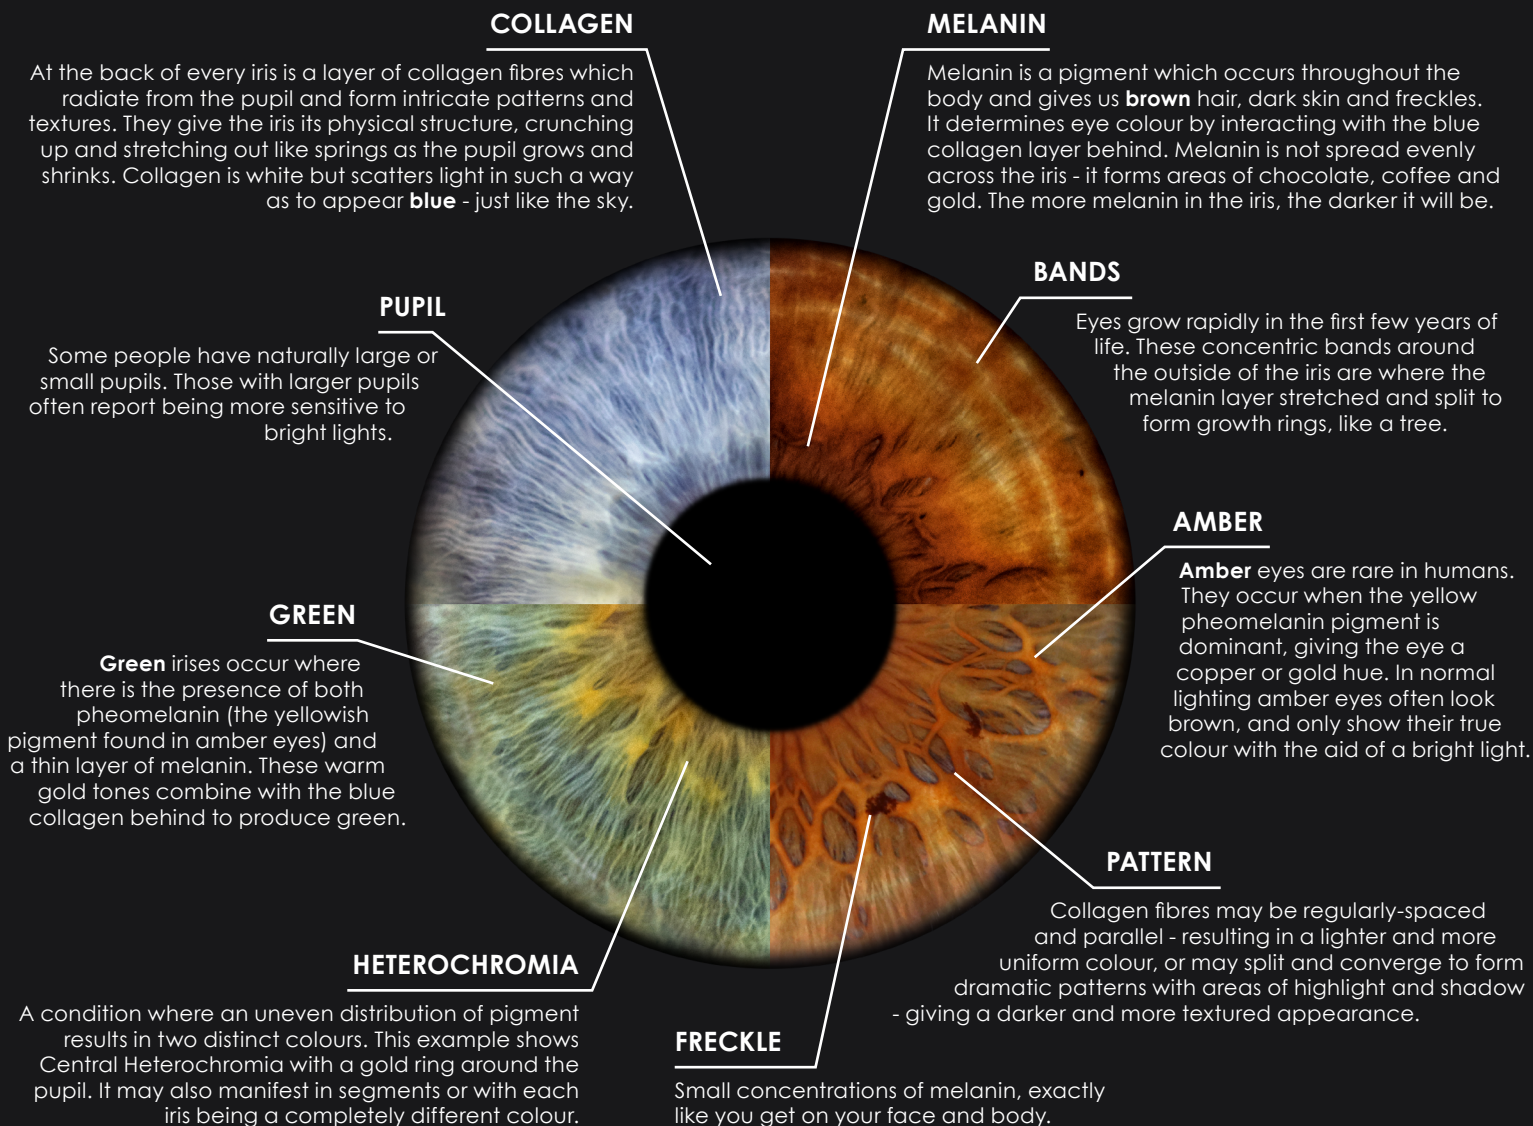 COLLAGEN
At the back of every iris is a layer of collagen fibres which
radiate from the pupil and form intricate patterns and
textures. They give the iris its physical structure, crunching
up and stretching out like springs as the pupil grows and
shrinks. Collagen is white but scatters light in such a way
as to appear blue - just like the sky.
MELANIN
Melanin is a pigment which occurs throughout the
body and gives us brown hair, dark skin and freckles.
It determines eye colour by interacting with the blue
collagen layer behind. Melanin is not spread evenly
across the iris - it forms areas of chocolate, coffee and
gold. The more melanin in the iris, the darker it will be.
PUPIL
Some people have naturally large or
small pupils. Those with larger pupils
often report being more sensitive to
bright lights.
BANDS
Eyes grow rapidly in the first few years of
life. These concentric bands around
the outside of the iris are where the
melanin layer stretched and split to
form growth rings, like a tree.
AMBER
Amber eyes are rare in humans.
They occur when the yellow
pheomelanin pigment is
dominant, giving the eye a
copper or gold hue. In normal
lighting amber eyes often look
brown, and only show their true
colour with the aid of a bright light.
GREEN
Green irises occur where
there is the presence of both
pheomelanin (the yellowish
pigment found in amber eyes) and
a thin layer of melanin. These warm
gold tones combine with the blue
collagen behind to produce green.
PATTERN
Collagen fibres may be regularly-spaced
and parallel - resulting in a lighter and more
uniform colour, or may split and converge to form
dramatic patterns with areas of highlight and shadow
- giving a darker and more textured appearance.
HETEROCHROMIA
A condition where an uneven distribution of pigment
results in two distinct colours. This example shows
Central Heterochromia with a gold ring around the
pupil. It may also manifest in segments or with each
iris being a completely different colour.
FRECKLE
Small concentrations of melanin, exactly
like you get on your face and body.